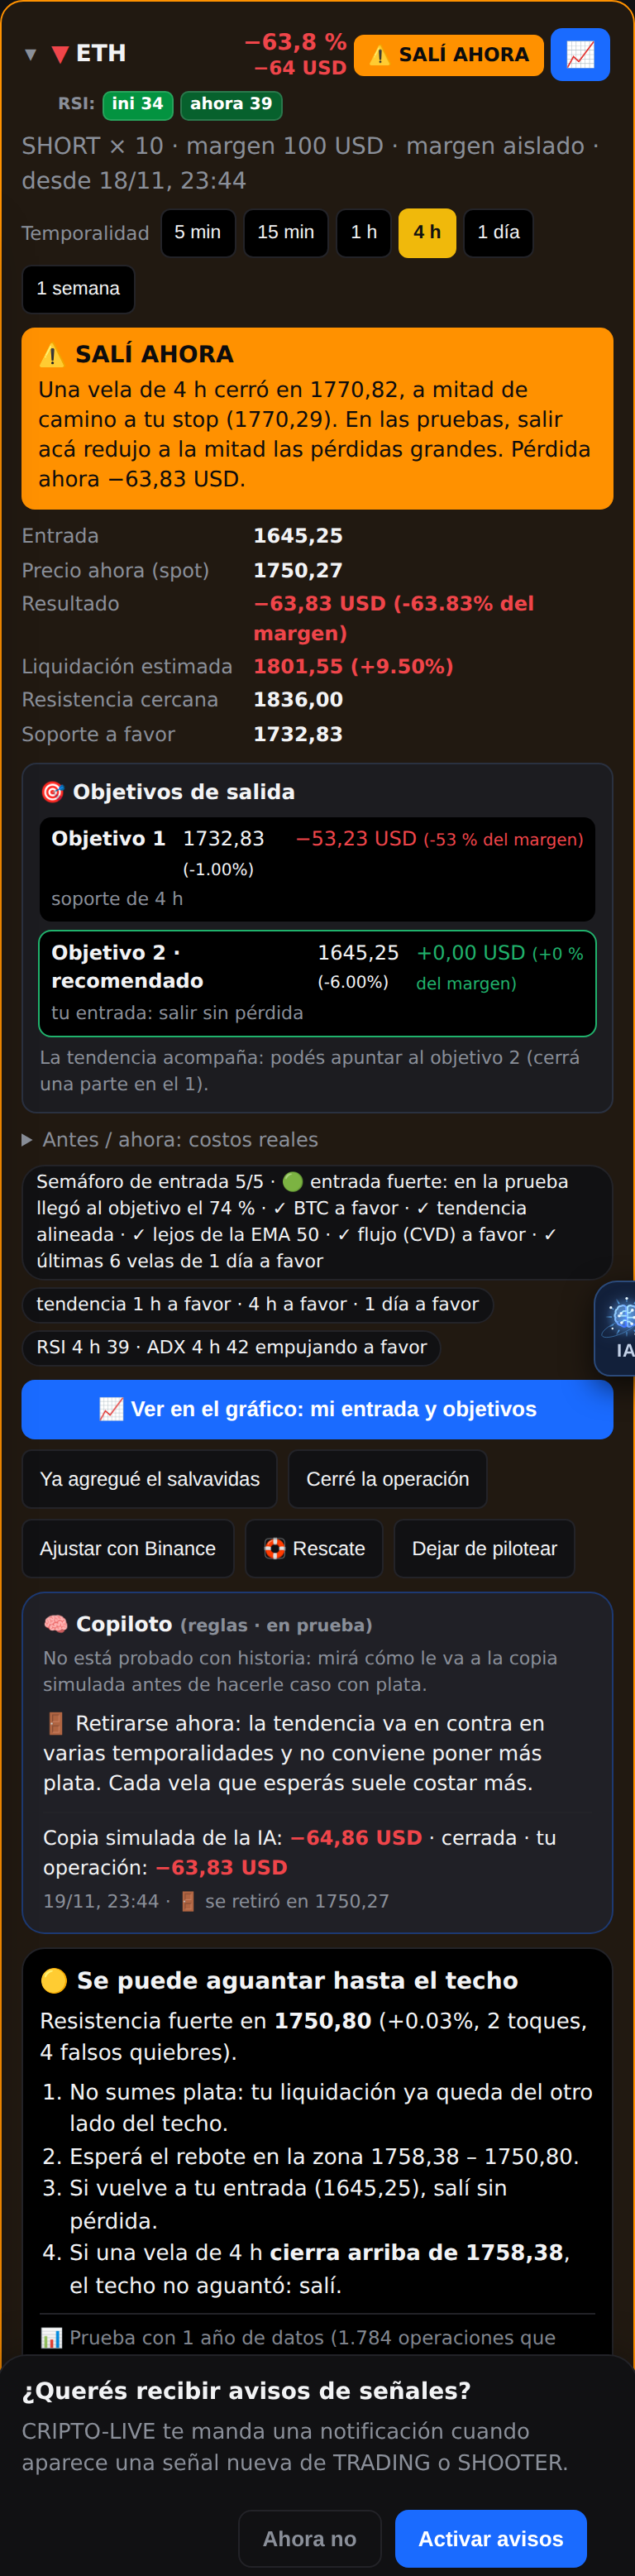 ▼ ▼ ETH −63,8 % ⚠️ SALÍ AHORA 📈
−64 USD
RSI: ini 34 ahora 39
SHORT × 10 · margen 100 USD · margen aislado ·
desde 18/11, 23:44
Temporalidad 5 min 15 min 1 h 4 h 1 día
1 semana
⚠️ SALÍ AHORA
Una vela de 4 h cerró en 1770,82, a mitad de
camino a tu stop (1770,29). En las pruebas, salir
acá redujo a la mitad las pérdidas grandes. Pérdida
ahora −63,83 USD.
Entrada 1645,25
Precio ahora (spot) 1750,27
Resultado −63,83 USD (-63.83% del
margen)
Liquidación estimada 1801,55 (+9.50%)
Resistencia cercana 1836,00
Soporte a favor 1732,83
🎯 Objetivos de salida
Objetivo 1 1732,83 −53,23 USD (-53 % del margen)
(-1.00%)
soporte de 4 h
Objetivo 2 · 1645,25 +0,00 USD (+0 %
recomendado (-6.00%) del margen)
tu entrada: salir sin pérdida
La tendencia acompaña: podés apuntar al objetivo 2 (cerrá
una parte en el 1).
▶ Antes / ahora: costos reales
Semáforo de entrada 5/5 · 🟢 entrada fuerte: en la prueba
llegó al objetivo el 74 % · ✓ BTC a favor · ✓ tendencia
alineada · ✓ lejos de la EMA 50 · ✓ flujo (CVD) a favor · ✓
últimas 6 velas de 1 día a favor
tendencia 1 h a favor · 4 h a favor · 1 día a favor
RSI 4 h 39 · ADX 4 h 42 empujando a favor
IA
📈 Ver en el gráfico: mi entrada y objetivos
Ya agregué el salvavidas Cerré la operación
Ajustar con Binance 🛟 Rescate Dejar de pilotear
🧠 Copiloto (reglas · en prueba)
No está probado con historia: mirá cómo le va a la copia
simulada antes de hacerle caso con plata.
🚪 Retirarse ahora: la tendencia va en contra en
varias temporalidades y no conviene poner más
plata. Cada vela que esperás suele costar más.
Copia simulada de la IA: −64,86 USD · cerrada · tu
operación: −63,83 USD
19/11, 23:44 · 🚪 se retiró en 1750,27
🟡 Se puede aguantar hasta el techo
Resistencia fuerte en 1750,80 (+0.03%, 2 toques,
4 falsos quiebres).
1. No sumes plata: tu liquidación ya queda del otro
lado del techo.
2. Esperá el rebote en la zona 1758,38 – 1750,80.
3. Si vuelve a tu entrada (1645,25), salí sin
pérdida.
4. Si una vela de 4 h cierra arriba de 1758,38,
el techo no aguantó: salí.
📊 Prueba con 1 año de datos (1.784 operaciones que
¿Querés recibir avisos de señales?
CRIPTO-LIVE te manda una notificación cuando
aparece una señal nueva de TRADING o SHOOTER.
Ahora no Activar avisos